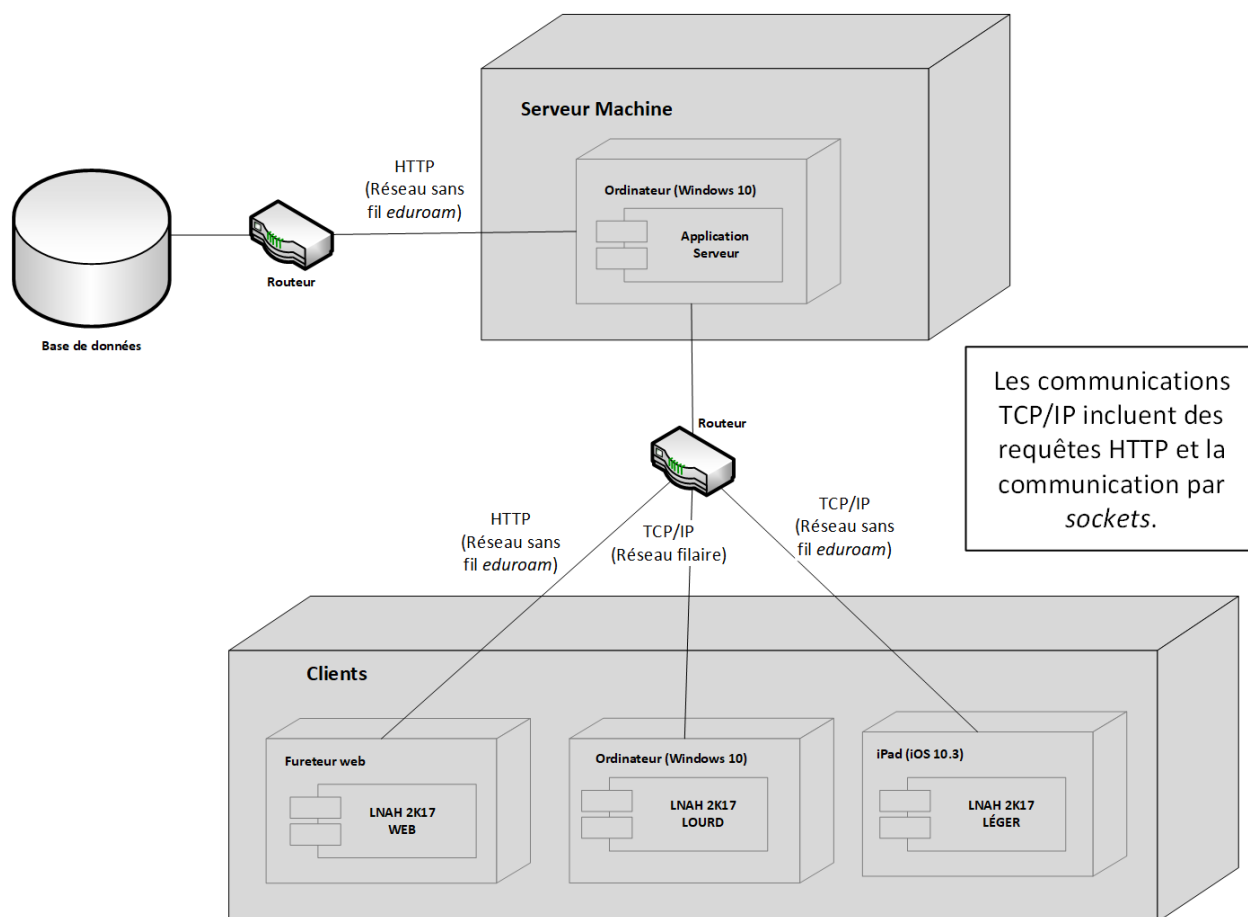 Serveur Machine
HTTP
(Réseau sans
fil eduroam)
Ordinateur (Windows 10)
Application
Serveur
Routeur
Base de données
Les communications
TCP/IP incluent des
requêtes HTTP et la
communication par
sockets.
Routeur
HTTP
(Réseau sans
fil eduroam)
TCP/IP
(Réseau filaire)
TCP/IP
(Réseau sans
fil eduroam)
Clients
Fureteur web
LNAH 2K17
WEB
Ordinateur (Windows 10)
LNAH 2K17
LOURD
iPad (iOS 10.3)
LNAH 2K17
LÉGER